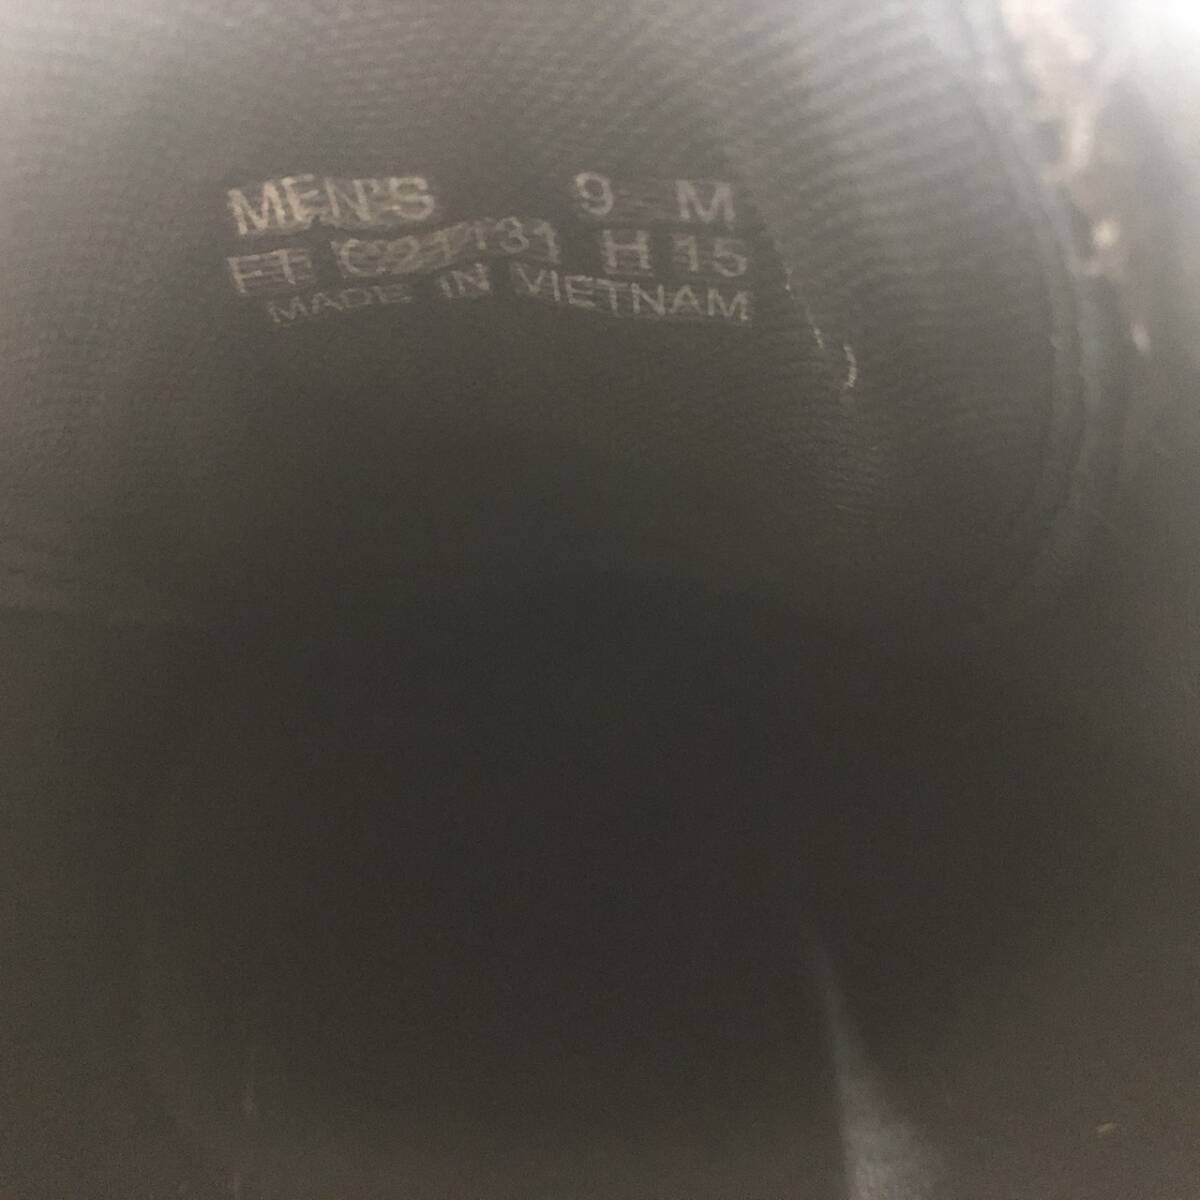 MEN'S 9 M
FT C21131 H 15
MADE IN VIETNAM